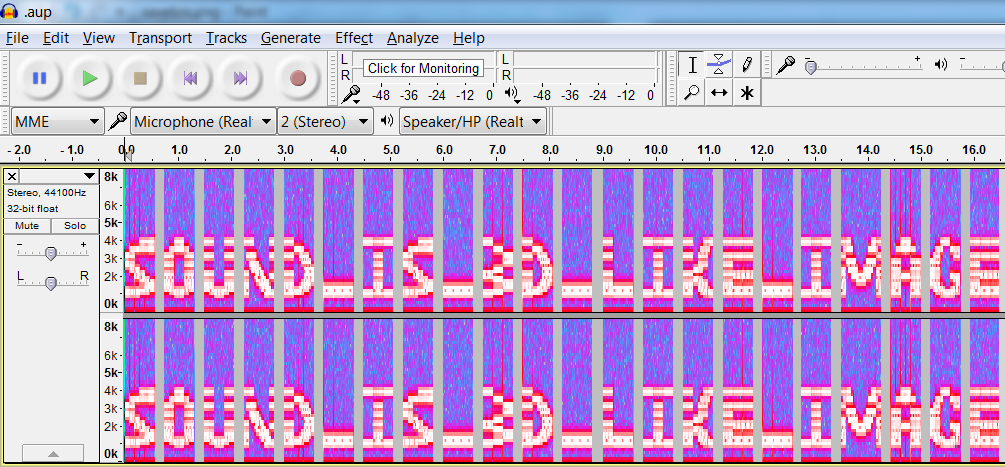 .aup
File Edit View Transport Tracks Generate Effect Analyze Help
L
R
Click for Monitoring
-48 -36 -24 -12 0
L
R
-48 -36 -24 -12 0
- +
-
MME Microphone (Realt 2 (Stereo) Speaker/HP (Realt
- 2.0 - 1.0 0.0 1.0 2.0 3.0 4.0 5.0 6.0 7.0 8.0 9.0 10.0 11.0 12.0 13.0 14.0 15.0 16.0
Stereo, 44100Hz
32-bit float
Mute Solo
- +
L R
8k
6k-
5k-
4k
3k
2k
0k
SOUND_IS_2D_LIKE_IMAGE
8k
6k-
5k-
4k
3k
2k
0k
SOUND_IS_2D_LIKE_IMAGE